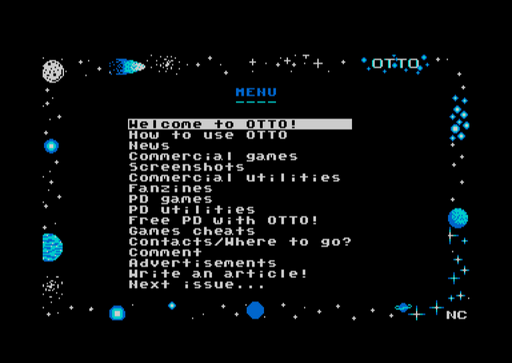 OTTO
MENU
Welcome to OTTO!
How to use OTTO
News
Commercial games
Screenshots
Commercial utilities
Fanzines
PD games
PD utilities
Free PD with OTTO!
Games cheats
Contacts/Where to go?
Comment
Advertisements
Write an article!
Next issue...
NC